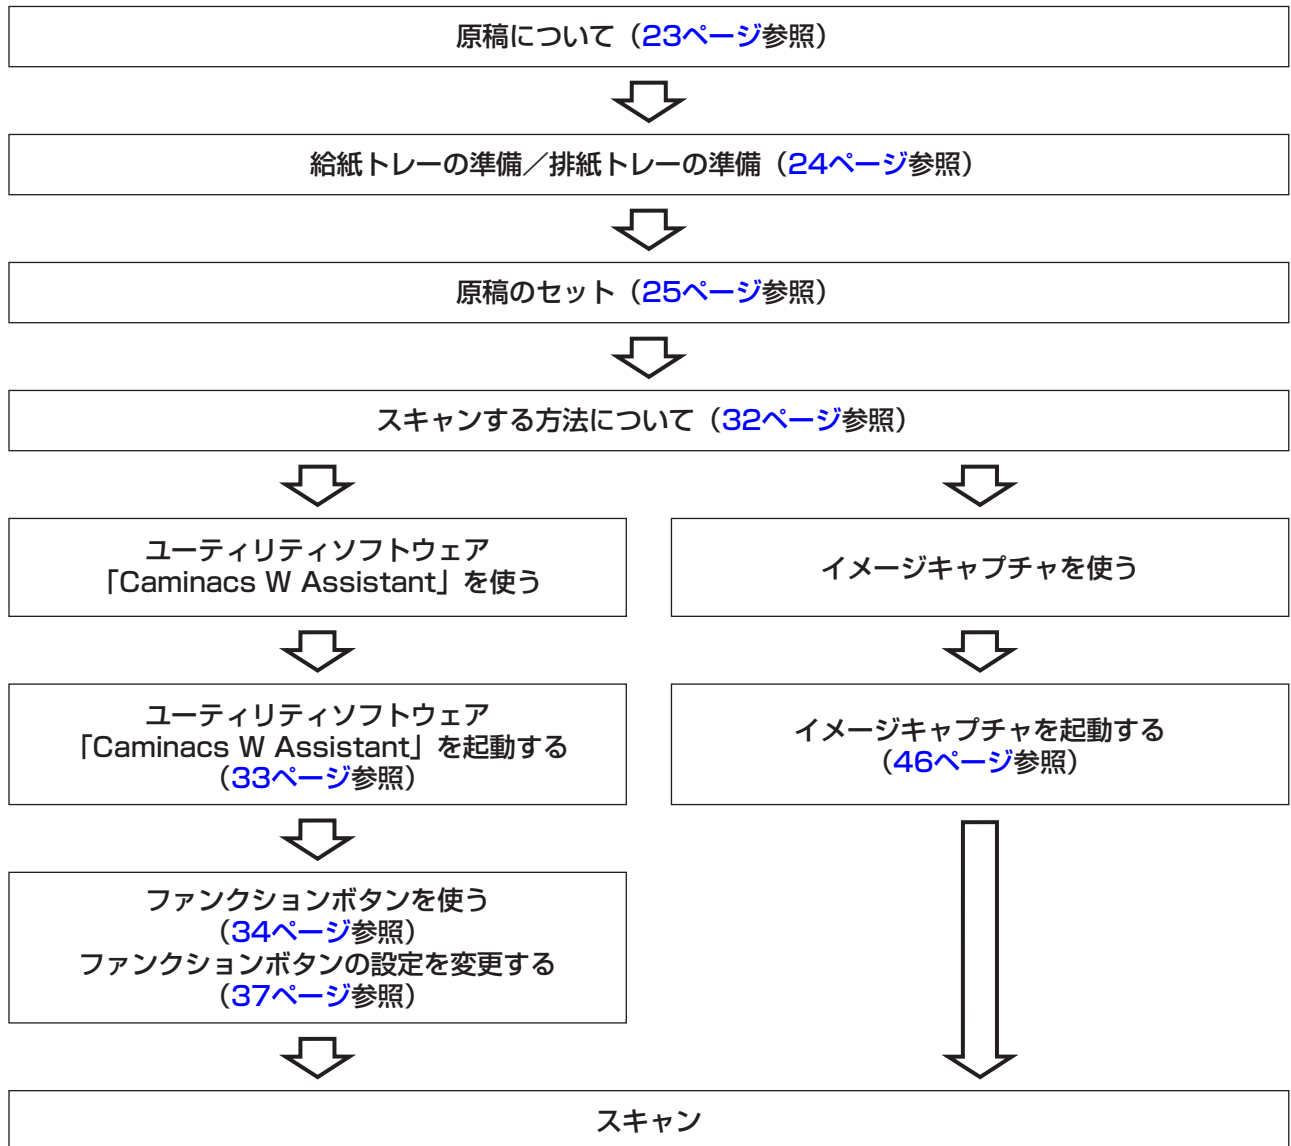 原稿について（23ページ参照）
給紙トレーの準備／排紙トレーの準備（24ページ参照）
原稿のセット（25ページ参照）
スキャンする方法について（32ページ参照）
ユーティリティソフトウェア
「Caminacs W Assistant」を使う
イメージキャプチャを使う
ユーティリティソフトウェア
「Caminacs W Assistant」を起動する
（33ページ参照）
イメージキャプチャを起動する
（46ページ参照）
ファンクションボタンを使う
（34ページ参照）
ファンクションボタンの設定を変更する
（37ページ参照）
スキャン